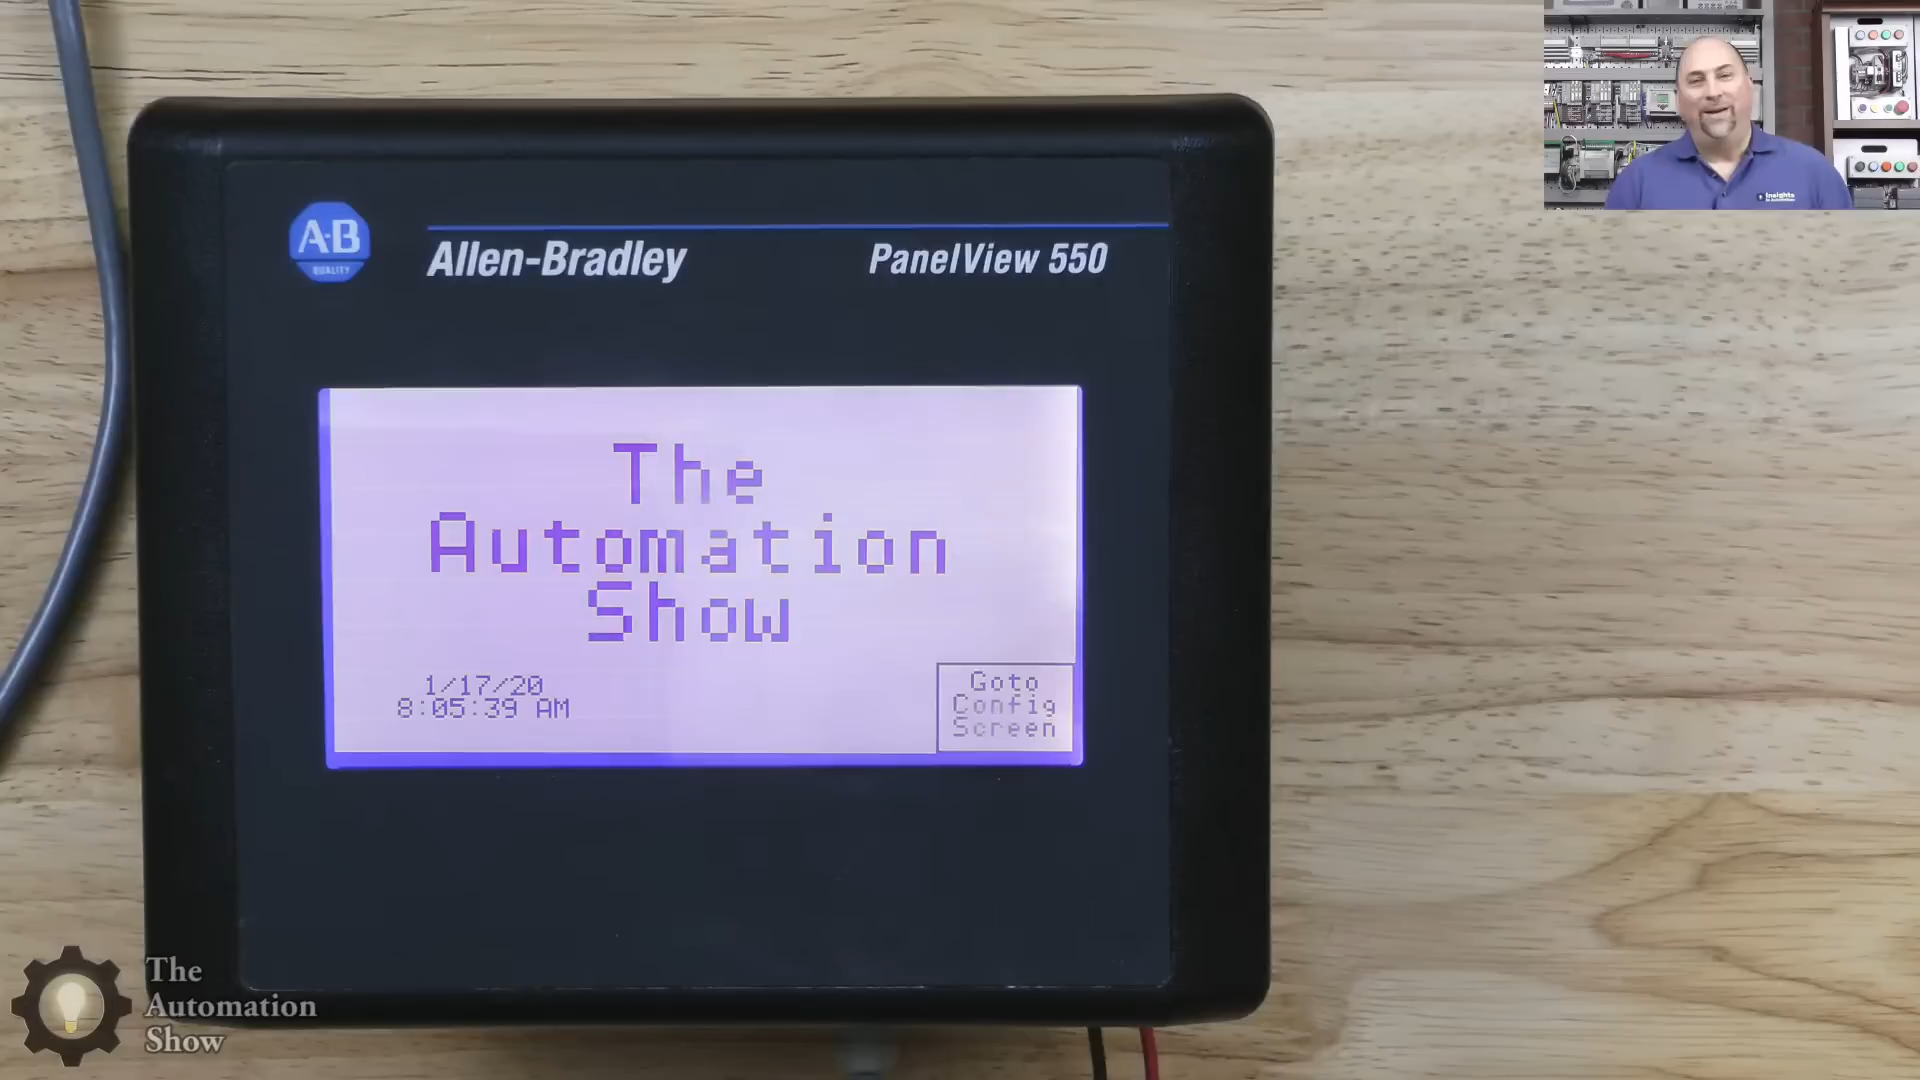 A-B
QUALITY
Allen-Bradley
PanelView 550
The
Automation
Show
1/17/20
8:05:39 AM
Goto
Config
Screen
Insights
The
Automation
Show